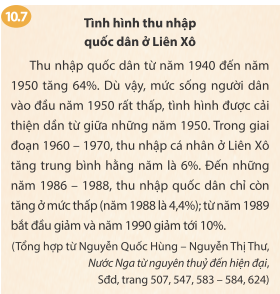 10.7
Tình hình thu nhập
quốc dân ở Liên Xô
Thu nhập quốc dân từ năm 1940 đến năm
1950 tăng 64%. Dù vậy, mức sống người dân
vào đầu năm 1950 rất thấp, tình hình được cải
thiện dần từ giữa những năm 1950. Trong giai
đoạn 1960 – 1970, thu nhập cá nhân ở Liên Xô
tăng trung bình hằng năm là 6%. Đến những
năm 1986 – 1988, thu nhập quốc dân chỉ còn
tăng ở mức thấp (năm 1988 là 4,4%); từ năm 1989
bắt đầu giảm và năm 1990 giảm tới 10%.
(Tổng hợp từ Nguyễn Quốc Hùng – Nguyễn Thị Thư,
Nước Nga từ nguyên thuỷ đến hiện đại,
Sđd, trang 507, 547, 583 – 584, 624)